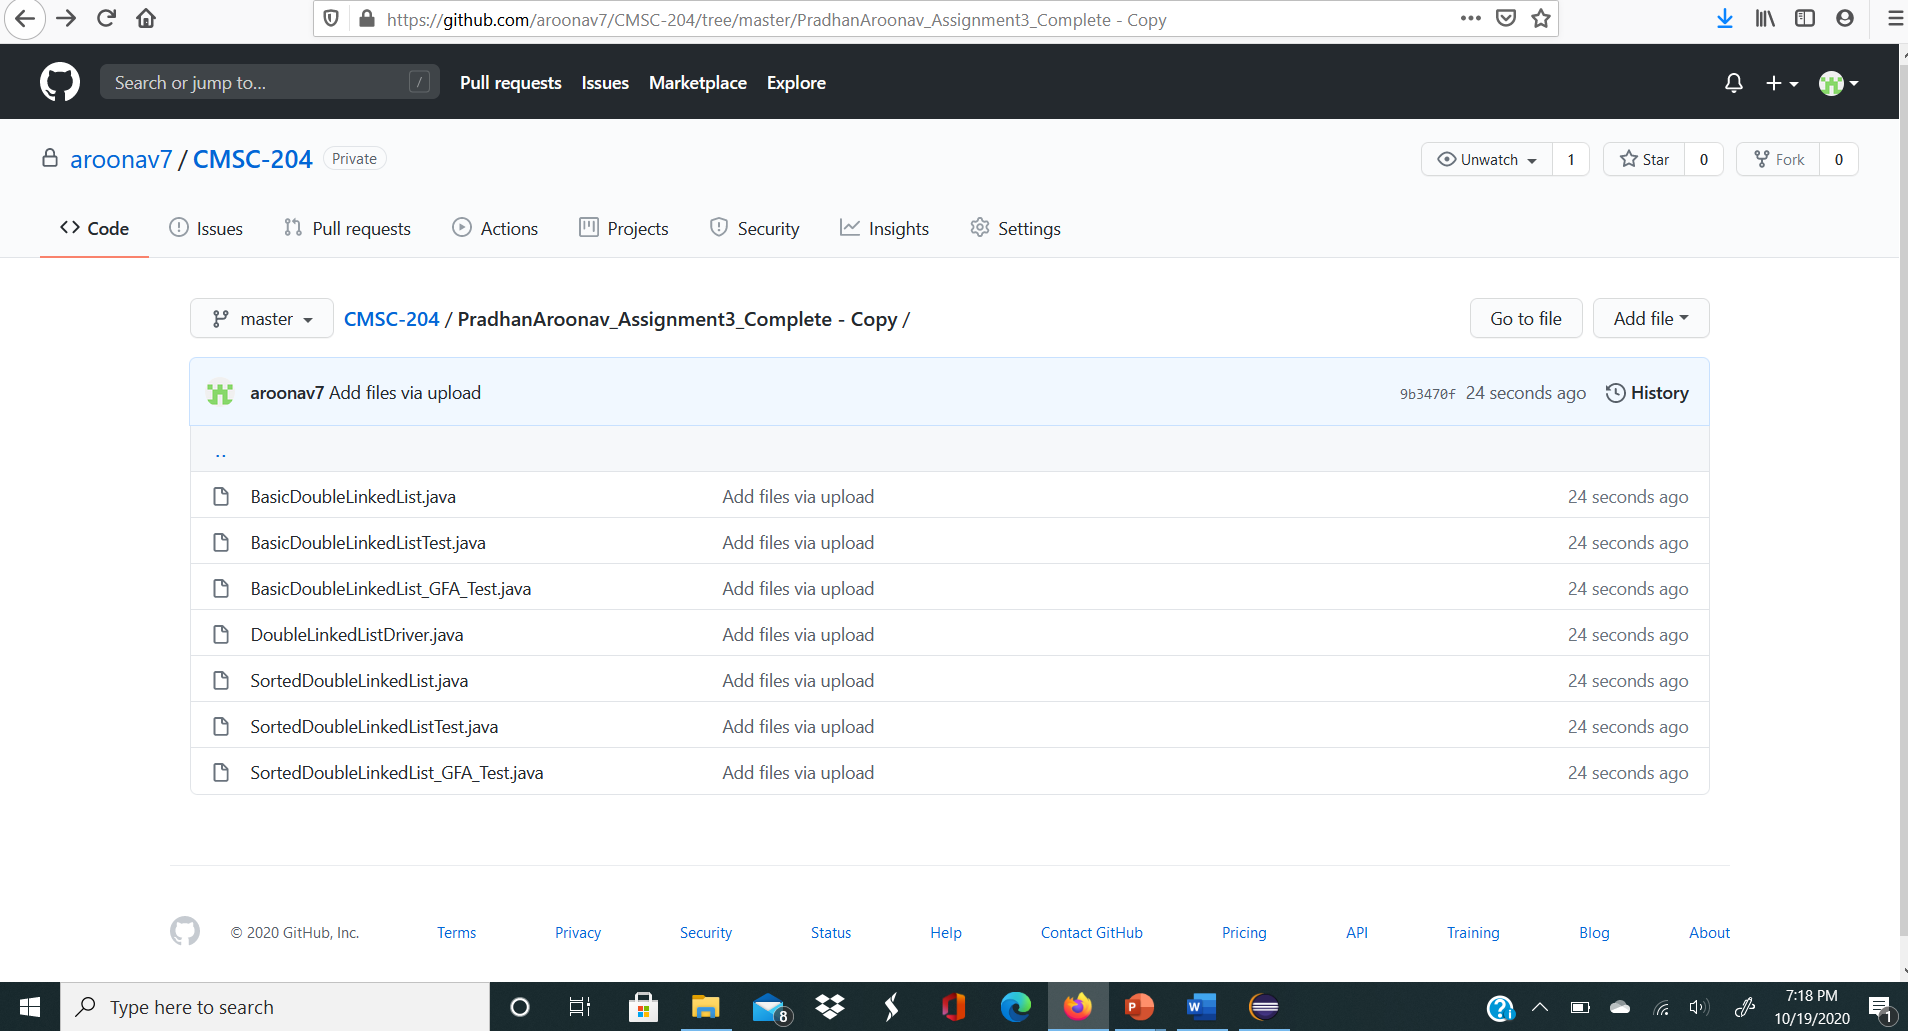 https://github.com/aroonav7/CMSC-204/tree/master/PradhanAroonav_Assignment3_Complete - Copy
Search or jump to... /
Pull requests Issues Marketplace Explore
aroonav7 / CMSC-204 Private
Unwatch 1 Star 0 Fork 0
Code Issues Pull requests Actions Projects Security Insights Settings
master CMSC-204 / PradhanAroonav_Assignment3_Complete - Copy /
Go to file Add file
aroonav7 Add files via upload 9b3470f 24 seconds ago History
..
BasicDoubleLinkedList.java Add files via upload 24 seconds ago
BasicDoubleLinkedListTest.java Add files via upload 24 seconds ago
BasicDoubleLinkedList_GFA_Test.java Add files via upload 24 seconds ago
DoubleLinkedListDriver.java Add files via upload 24 seconds ago
SortedDoubleLinkedList.java Add files via upload 24 seconds ago
SortedDoubleLinkedListTest.java Add files via upload 24 seconds ago
SortedDoubleLinkedList_GFA_Test.java Add files via upload 24 seconds ago
© 2020 GitHub, Inc. Terms Privacy Security Status Help Contact GitHub Pricing API Training Blog About
Type here to search
8
P
W
7:18 PM
10/19/2020
1